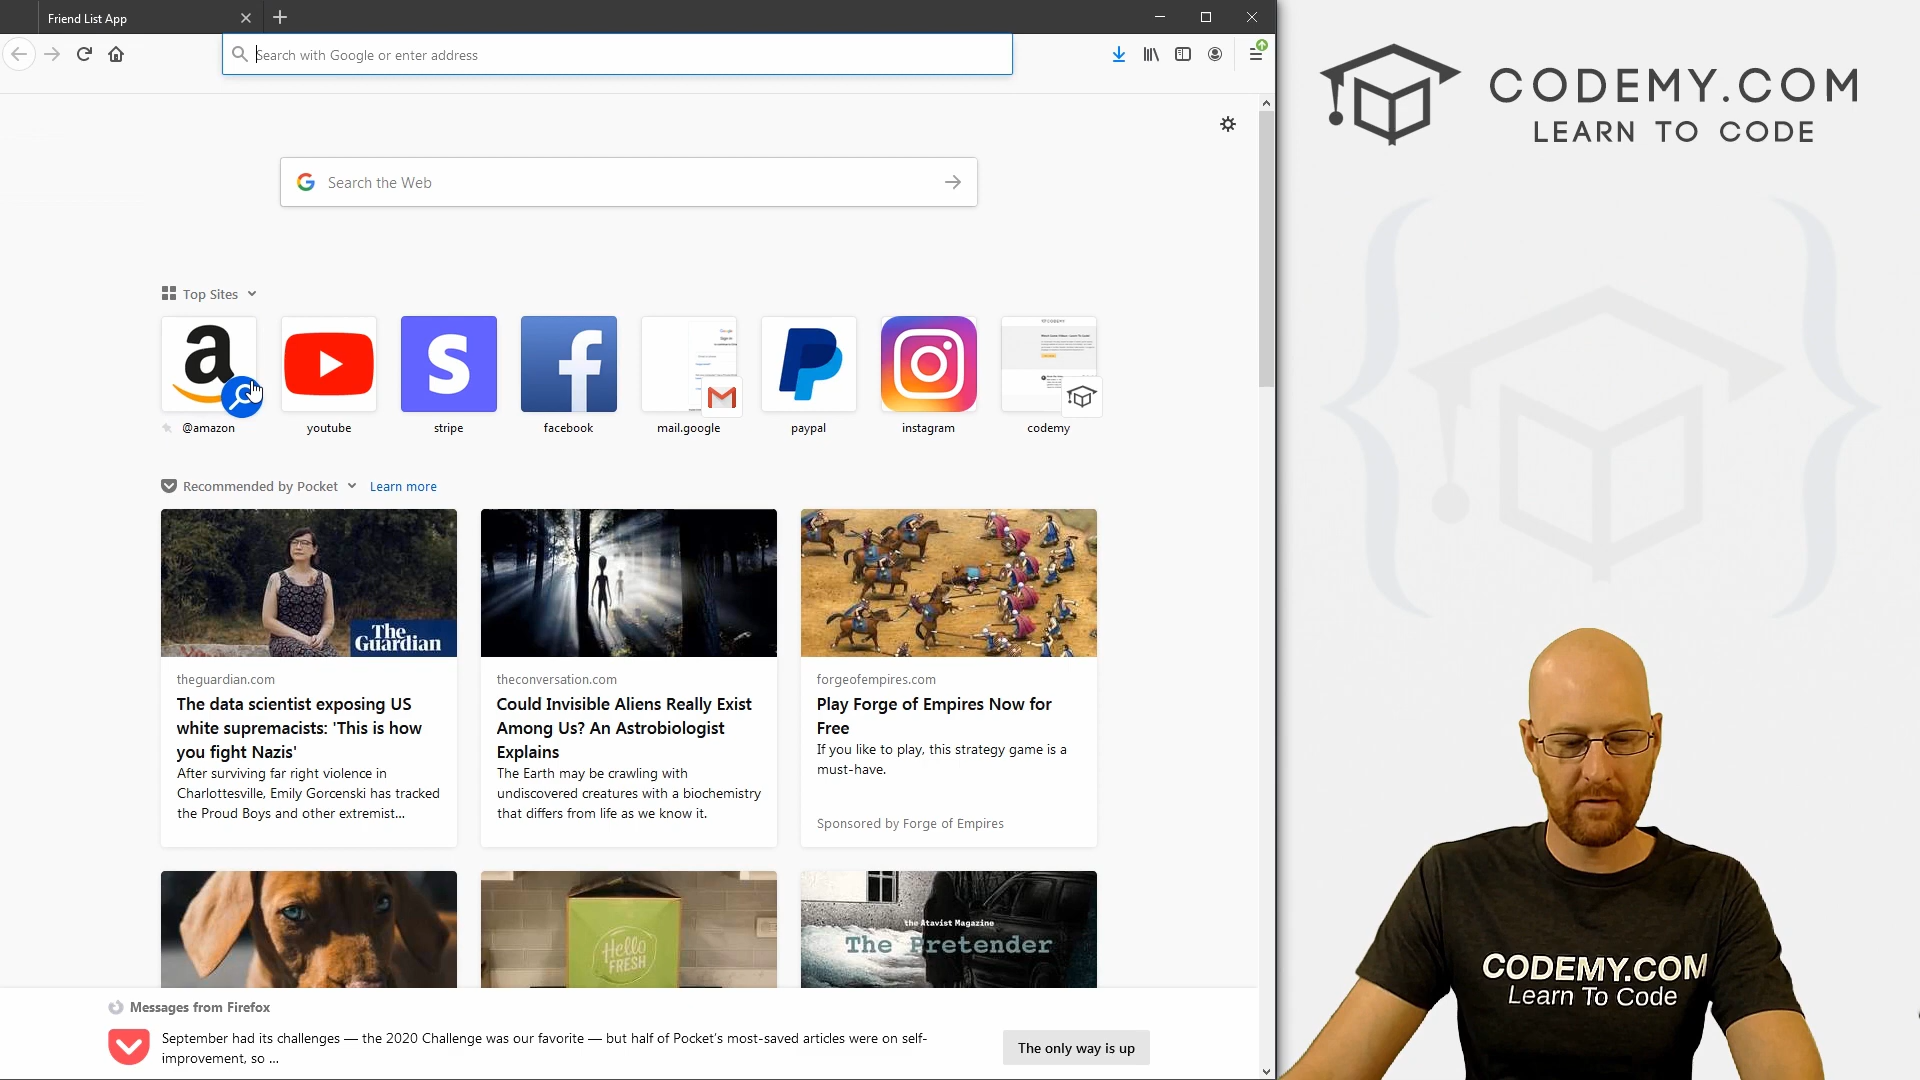 Friend List App
Search with Google or enter address
CODEMY.COM
LEARN TO CODE
Search the Web
Top Sites
a
S
f
@amazon
youtube
stripe
facebook
mail.google
paypal
instagram
codemy
Recommended by Pocket
Learn more
The
Guardian
theguardian.com
The data scientist exposing US
white supremacists: 'This is how
you fight Nazis'
After surviving far right violence in
Charlottesville, Emily Gorcenski has tracked
the Proud Boys and other extremist...
theconversation.com
Could Invisible Aliens Really Exist
Among Us? An Astrobiologist
Explains
The Earth may be crawling with
undiscovered creatures with a biochemistry
that differs from life as we know it.
forgeofempires.com
Play Forge of Empires Now for
Free
If you like to play, this strategy game is a
must-have.
Sponsored by Forge of Empires
Hello
FRESH
the Atavist Magazine
The Pretender
Messages from Firefox
September had its challenges — the 2020 Challenge was our favorite — but half of Pocket's most-saved articles were on self-
improvement, so ...
The only way is up
CODEMY.COM
Learn To Code